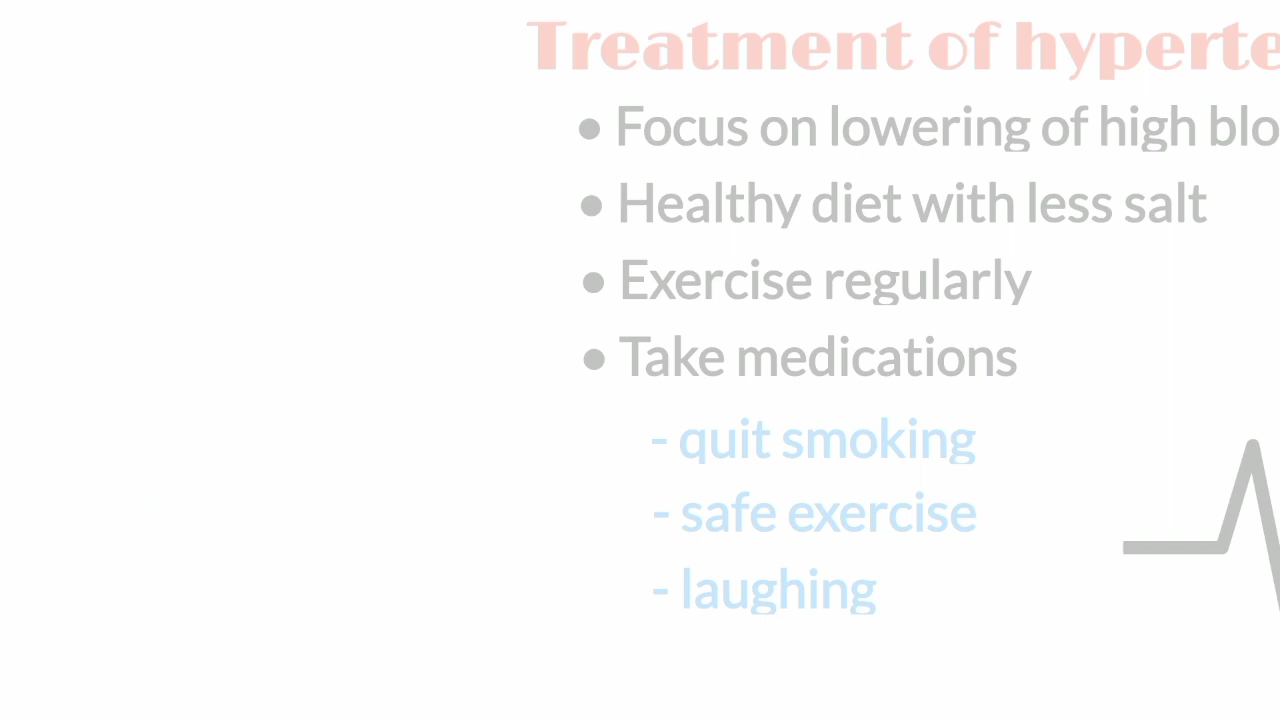 Treatment of hyperte
• Focus on lowering of high blo
• Healthy diet with less salt
• Exercise regularly
• Take medications
- quit smoking
- safe exercise
- laughing